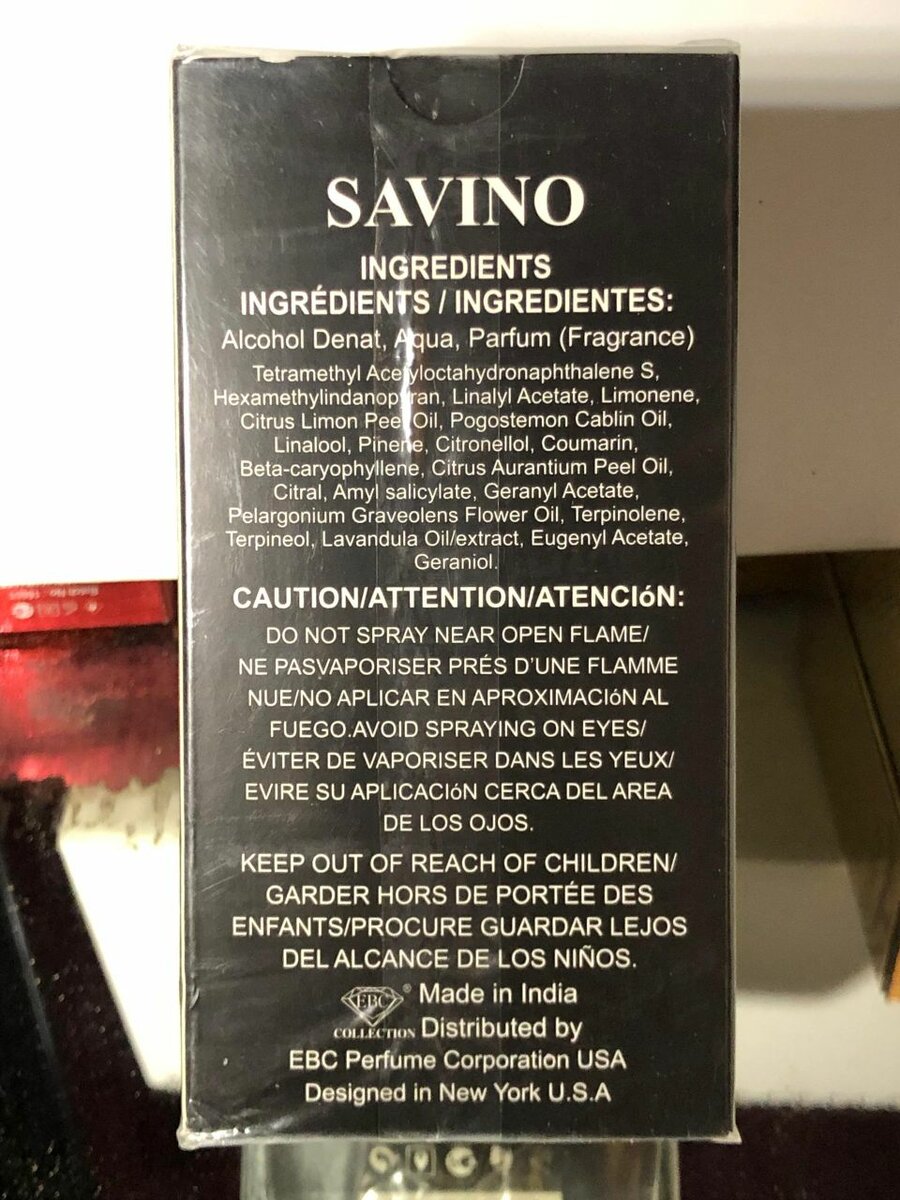 SAVINO
INGREDIENTS
INGRÉDIENTS / INGREDIENTES:
Alcohol Denat, Aqua, Parfum (Fragrance)
Tetramethyl Acetyloctahydronaphthalene S,
Hexamethylindanopyran, Linalyl Acetate, Limonene,
Citrus Limon Peel Oil, Pogostemon Cablin Oil,
Linalool, Pinene, Citronellol, Coumarin,
Beta-caryophyllene, Citrus Aurantium Peel Oil,
Citral, Amyl salicylate, Geranyl Acetate,
Pelargonium Graveolens Flower Oil, Terpinolene,
Terpineol, Lavandula Oil/extract, Eugenyl Acetate,
Geraniol.
CAUTION/ATTENTION/ATENCIóN:
DO NOT SPRAY NEAR OPEN FLAME/
NE PASVAPORISER PRÉS D'UNE FLAMME
NUE/NO APLICAR EN APROXIMACIóN AL
FUEGO.AVOID SPRAYING ON EYES/
ÉVITER DE VAPORISER DANS LES YEUX/
EVIRE SU APLICACIóN CERCA DEL AREA
DE LOS OJOS.
KEEP OUT OF REACH OF CHILDREN/
GARDER HORS DE PORTÉE DES
ENFANTS/PROCURE GUARDAR LEJOS
DEL ALCANCE DE LOS NIÑOS.
EBC ® Made in India
COLLECTION Distributed by
EBC Perfume Corporation USA
Designed in New York U.S.A